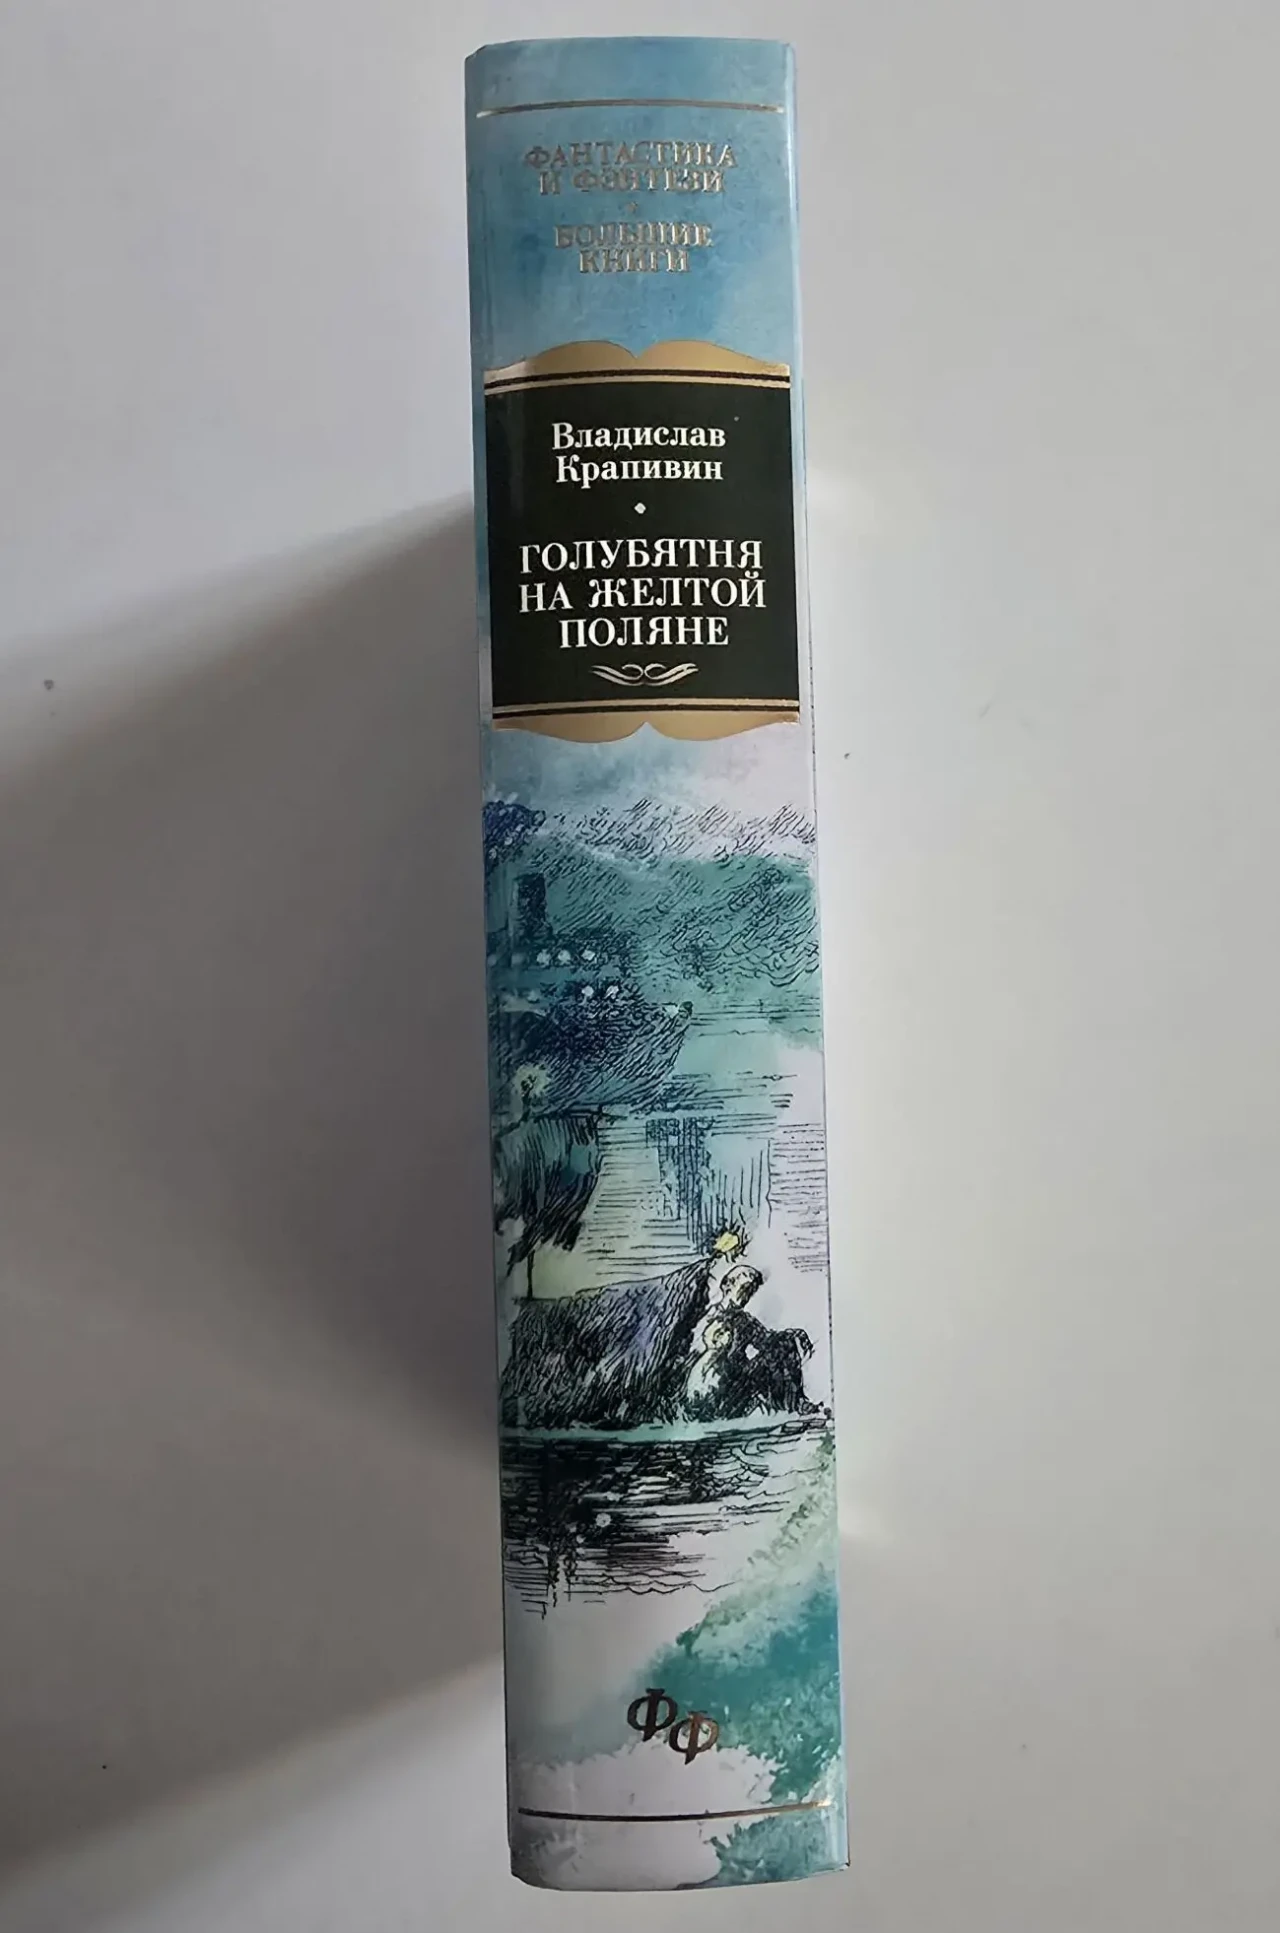 ФАНТАСТИКА
И ФЭНТЕЗИ
•
БОЛЬШИЕ
КНИГИ
Владислав
Крапивин
•
ГОЛУБЯТНЯ
НА ЖЕЛТОЙ
ПОЛЯНЕ
ФФ